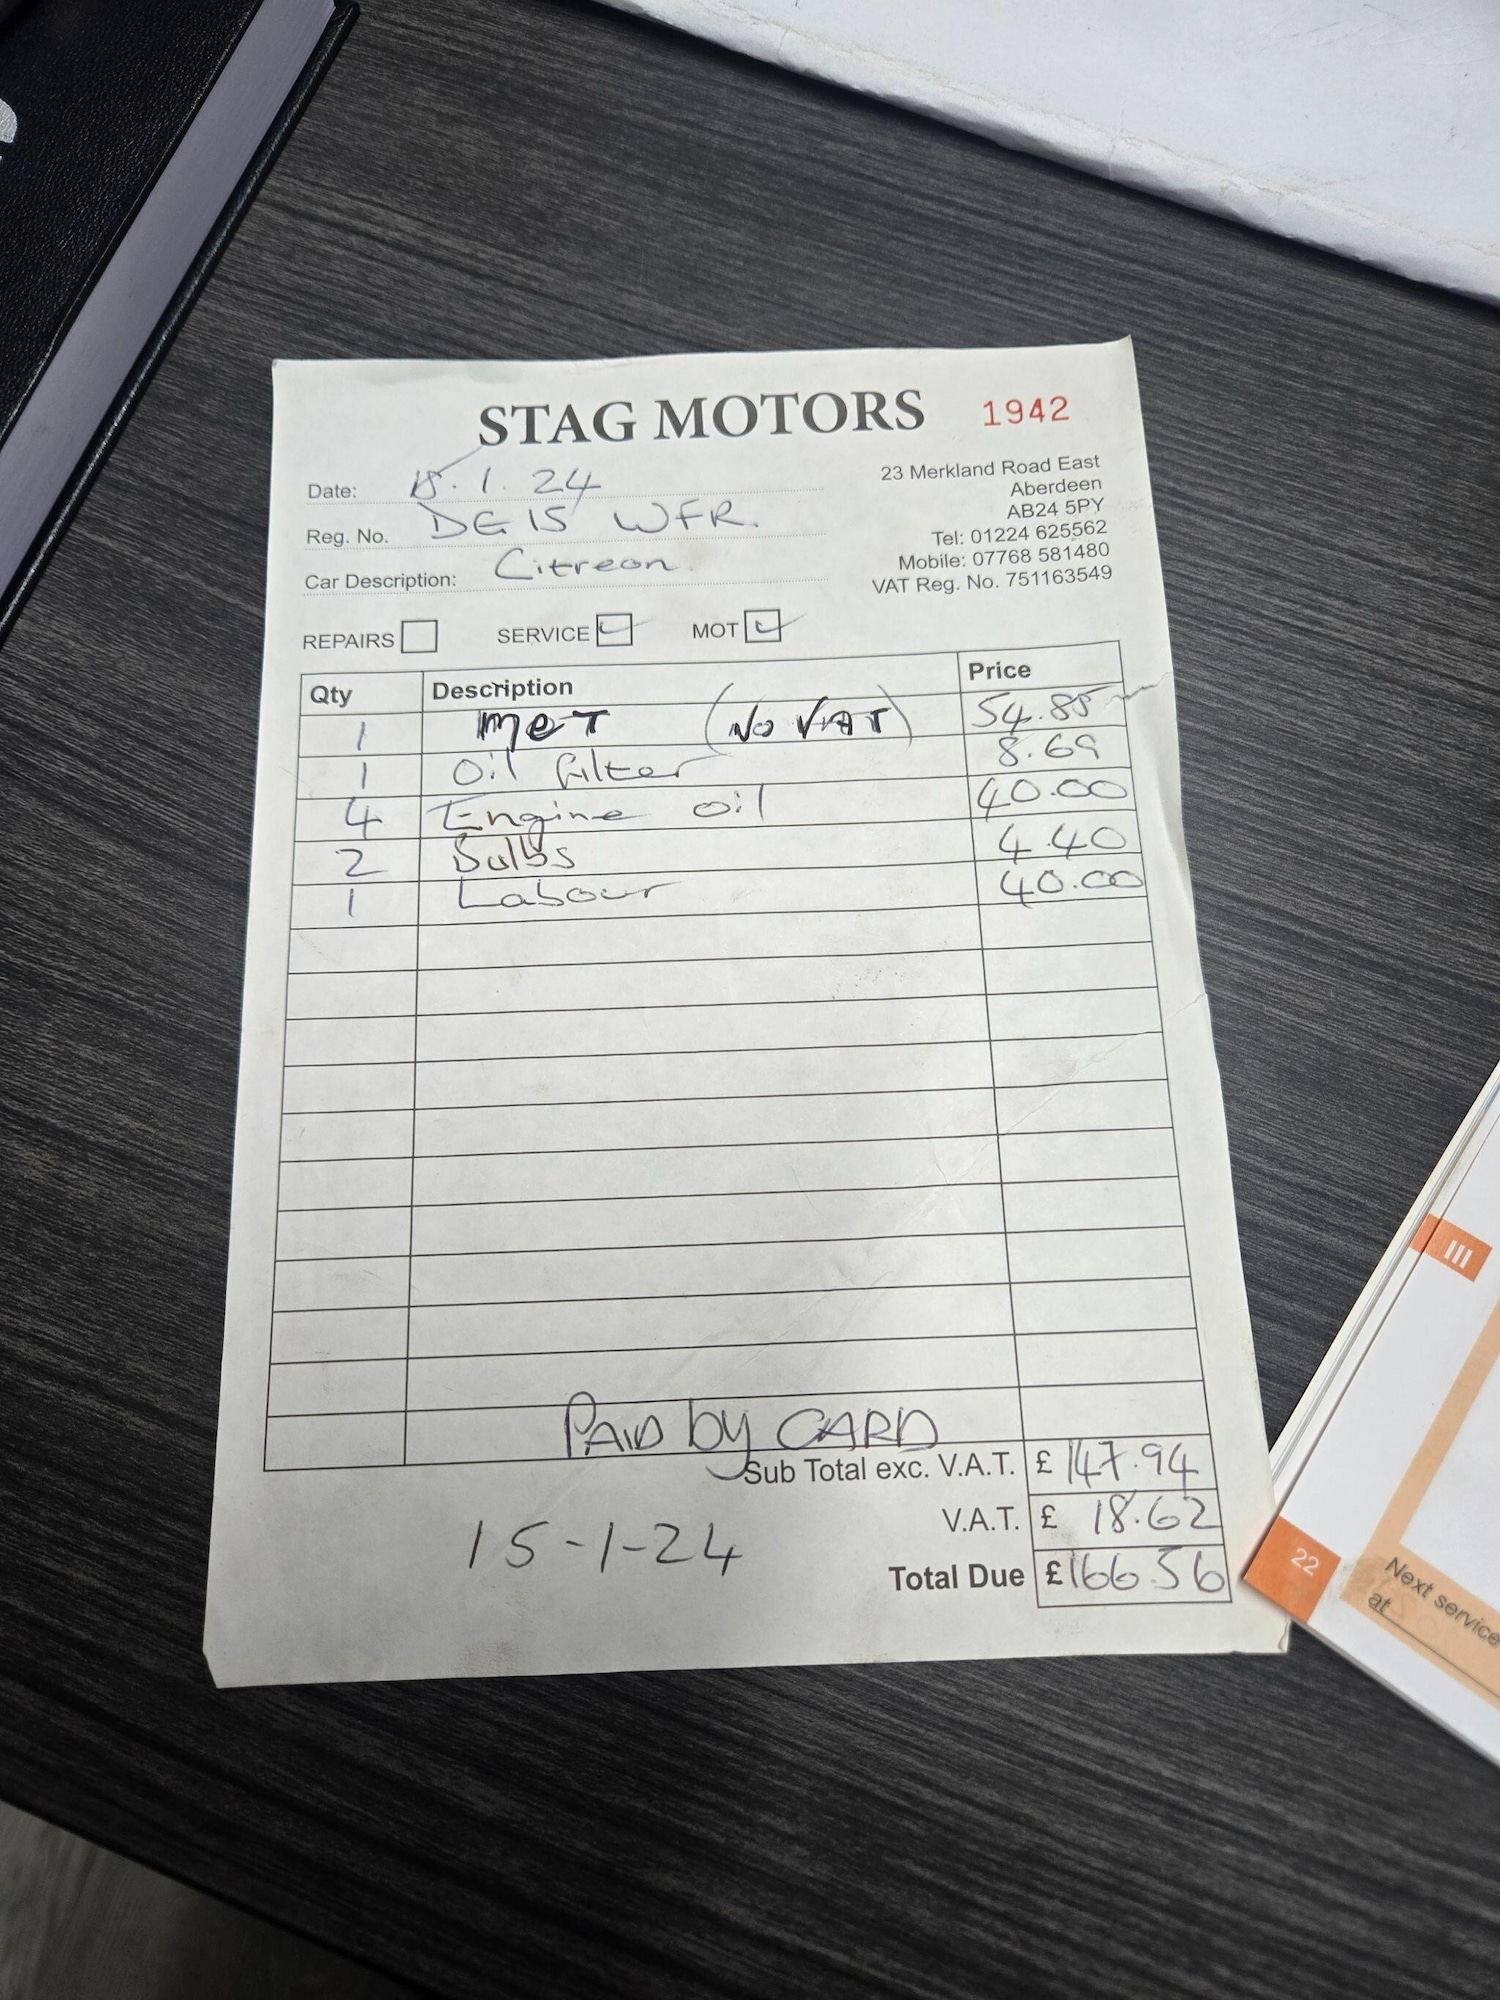 STAG MOTORS 1942
Date: 15.1.24
23 Merkland Road East
Aberdeen
AB24 5PY
Tel: 01224 625562
Mobile: 07768 581480
VAT Reg. No. 751163549
Reg. No. DG15 WFR.
Car Description: Citreon
REPAIRS SERVICE MOT
Qty Description Price
1 MOT (NO VAT) 54.85
1 Oil filter 8.69
4 Engine oil 40.00
2 Bulbs 4.40
1 Labour 40.00
PAID by CARD
Sub Total exc. V.A.T. £ 147.94
V.A.T. £ 18.62
Total Due £ 166.56
15-1-24
III
22
Next service
at